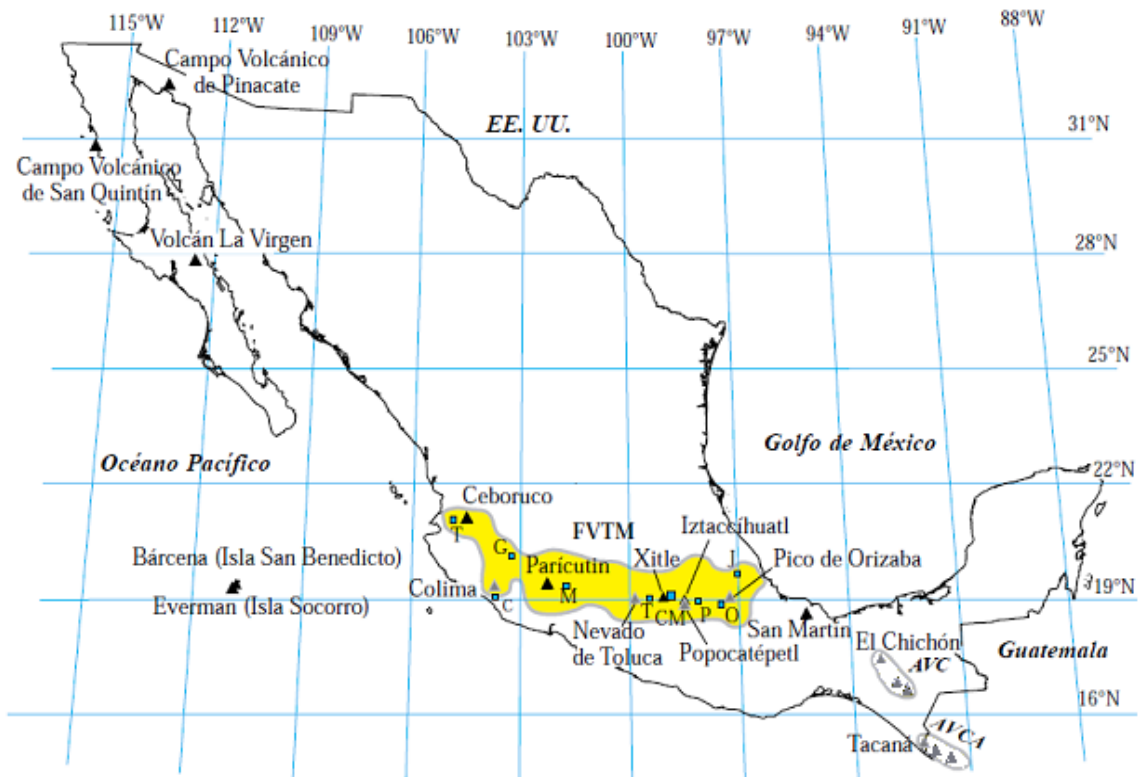 115°W
112°W
106°W
103°W
100°W
97°W
94°W
91°W
88°W
Campo Volcánico
de Pinacate
EE. UU.
31°N
Campo Volcánico
de San Quintín
Volcán La Virgen
28°N
25°N
Océano Pacífico
Golfo de México
22°N
Ceboruco
T
FVTM
Iztaccíhuatl
G
Xitle
J
Pico de Orizaba
Bárcena (Isla San Benedicto)
Parícutin
Colima
M
19°N
Everman (Isla Socorro)
C
T
CM
P
O
San Martín
Nevado
de Toluca
Popocatépetl
El Chichón
AVC
Guatemala
16°N
Tacaná
AVCA